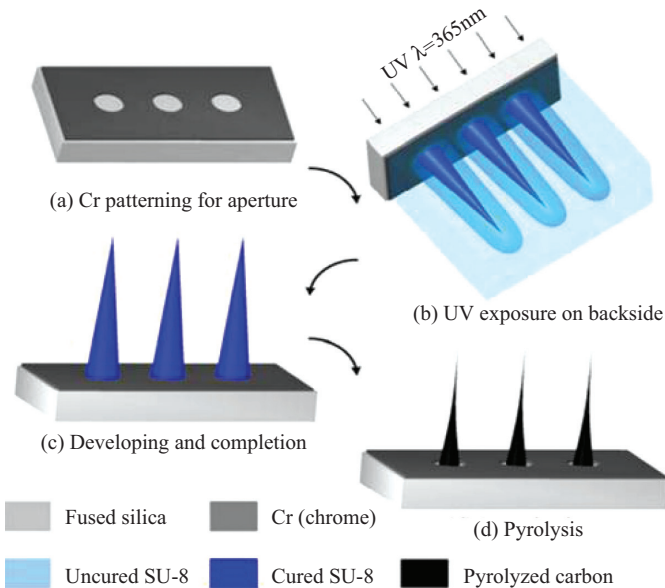 UV λ=365nm
(a) Cr patterning for aperture
(b) UV exposure on backside
(c) Developing and completion
(d) Pyrolysis
Fused silica
Cr (chrome)
Uncured SU-8
Cured SU-8
Pyrolyzed carbon